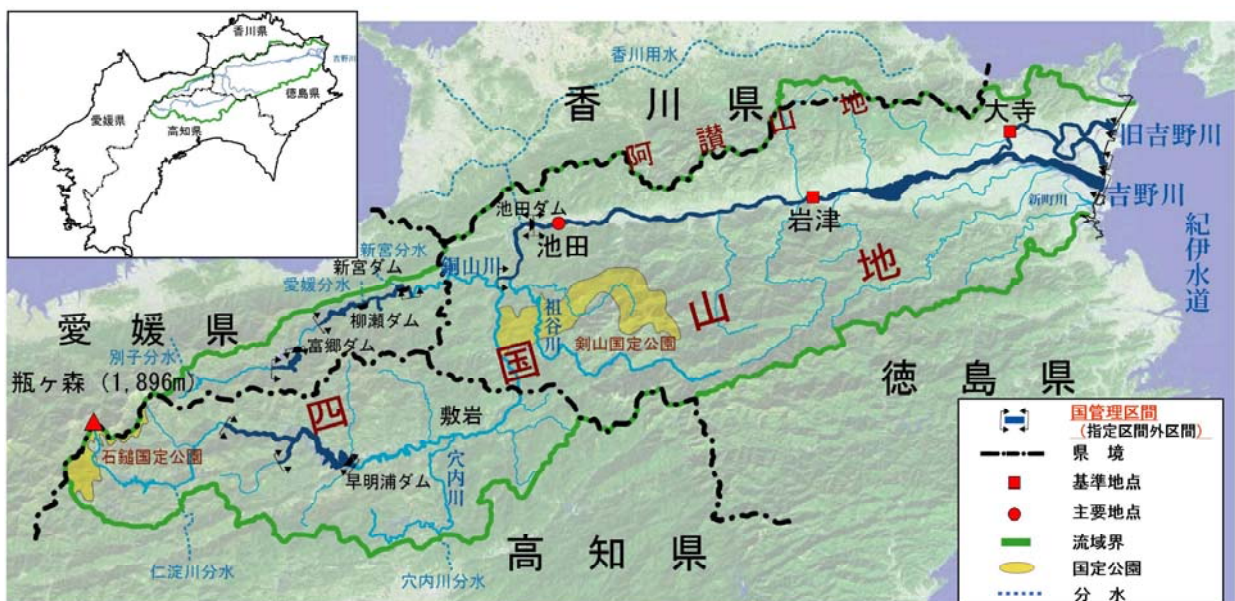 香川県
吉野川
徳島県
愛媛県
高知県
香川用水
香川県
阿讃山地
大寺
旧吉野川
吉野川
新町川
紀伊水道
岩津
池田ダム
池田
新宮分水
新宮ダム
銅山川
愛媛分水
柳瀬ダム
愛媛県
富郷ダム
別子分水
祖谷川
剣山国定公園
四国山地
徳島県
瓶ヶ森 (1,896m)
石鎚国定公園
敷岩
早明浦ダム
穴内川
高知県
仁淀川分水
穴内川分水
国管理区間
(指定区間外区間)
県境
基準地点
主要地点
流域界
国定公園
分水